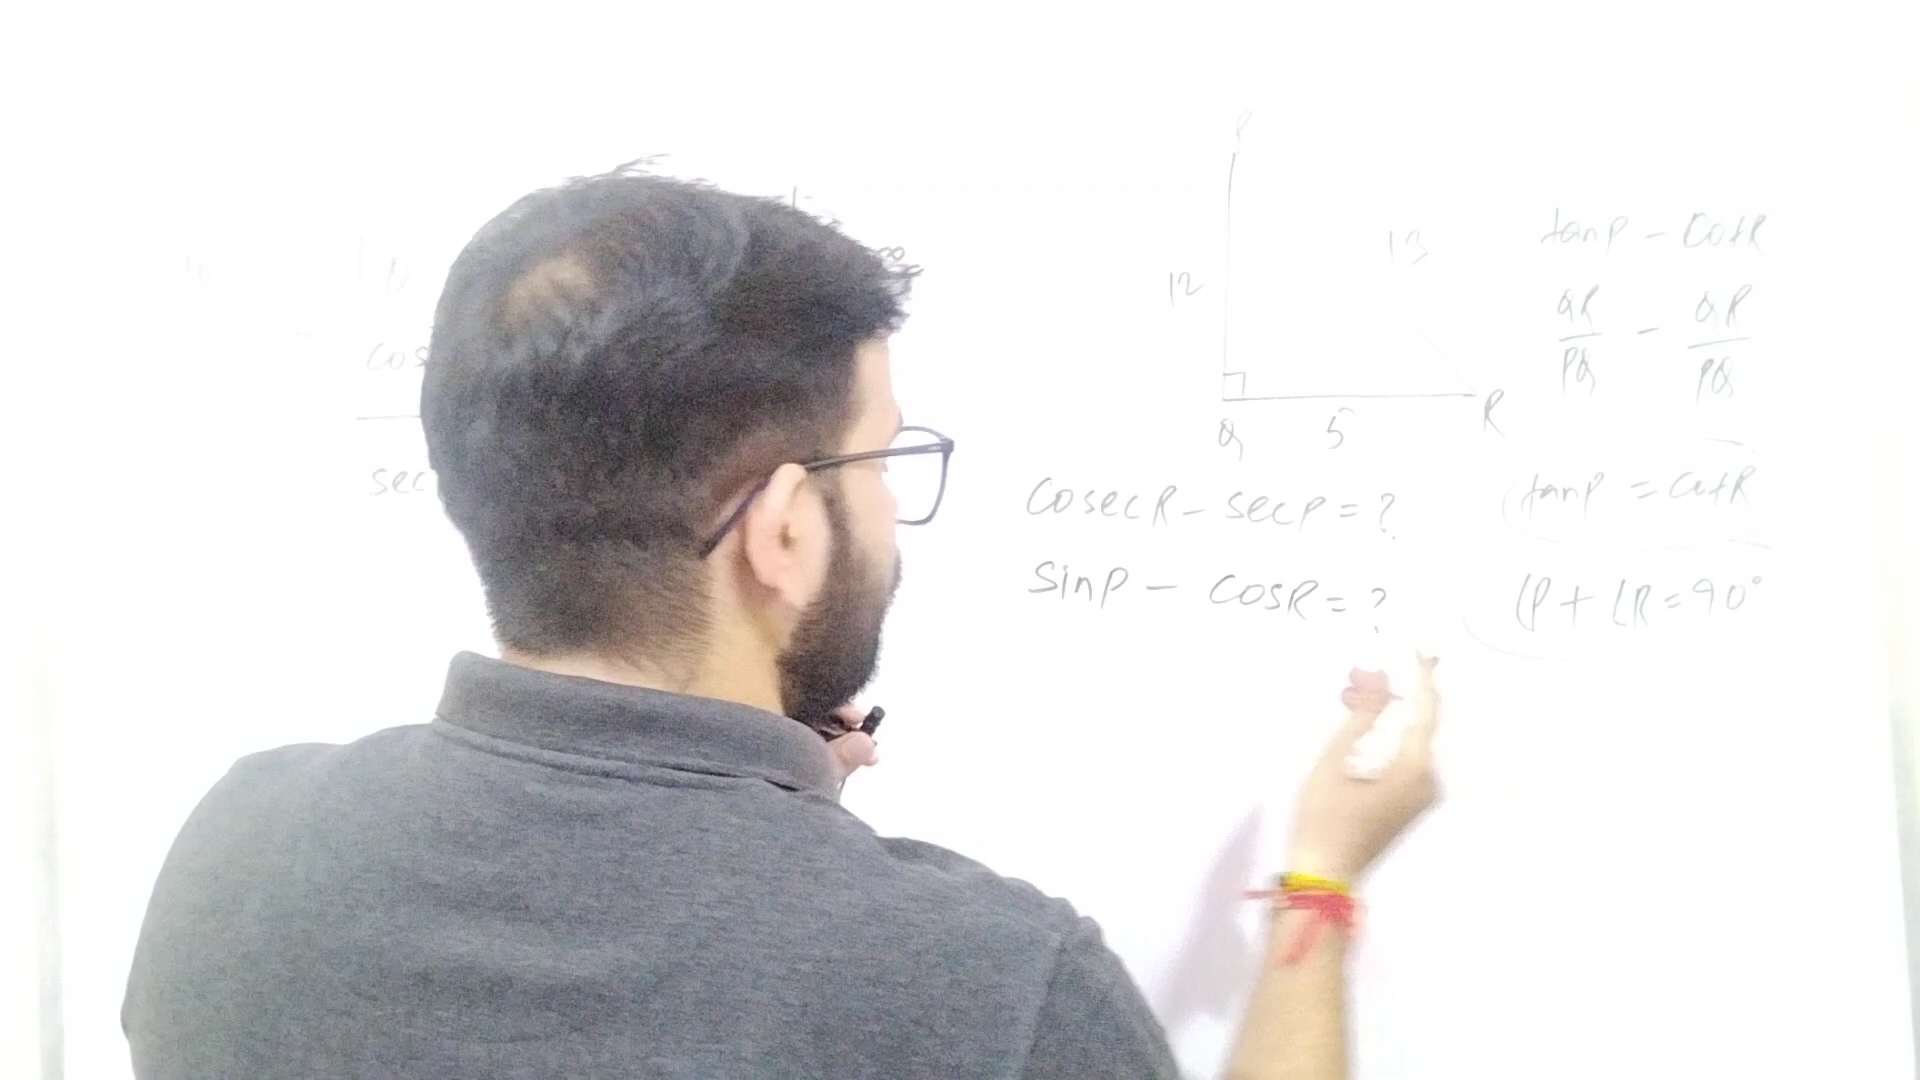 cos
sec
P
12
13
Q
5
R
cosecR - secP = ?
sinP - cosR = ?
tanP - cotR
QR/PQ - QR/PQ
tanP = cotR
∠P + ∠R = 90°